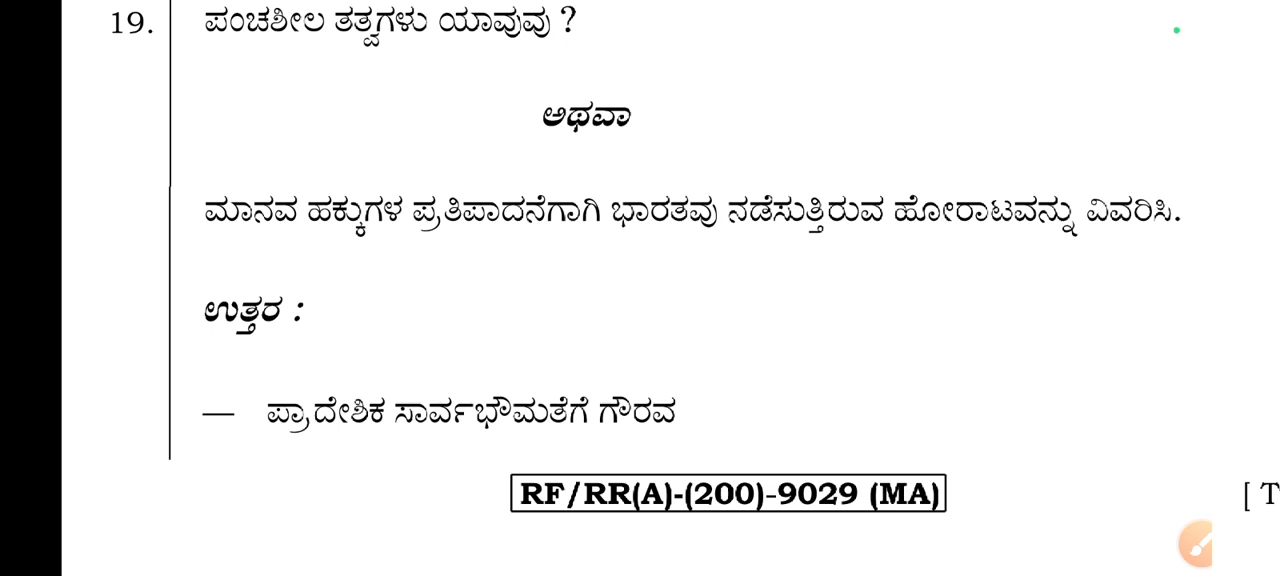 19. ಪಂಚಶೀಲ ತತ್ವಗಳು ಯಾವುವು ?
ಅಥವಾ
ಮಾನವ ಹಕ್ಕುಗಳ ಪ್ರತಿಪಾದನೆಗಾಗಿ ಭಾರತವು ನಡೆಸುತ್ತಿರುವ ಹೋರಾಟವನ್ನು ವಿವರಿಸಿ.
ಉತ್ತರ :
— ಪ್ರಾದೇಶಿಕ ಸಾರ್ವಭೌಮತೆಗೆ ಗೌರವ
RF/RR(A)-(200)-9029 (MA) [ T